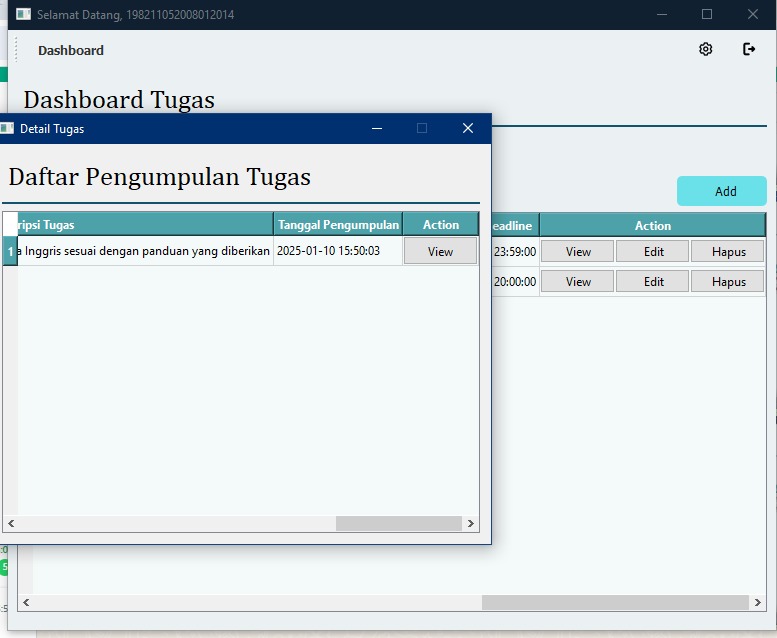 Selamat Datang, 198211052008012014
Dashboard
Dashboard Tugas
Detail Tugas
Daftar Pengumpulan Tugas
Add
ripsi Tugas Tanggal Pengumpulan Action
1 a Inggris sesuai dengan panduan yang diberikan 2025-01-10 15:50:03 View
eadline Action
23:59:00 View Edit Hapus
20:00:00 View Edit Hapus